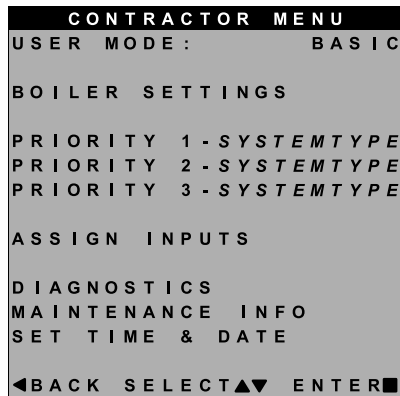 CONTRACTOR MENU
USER MODE: BASIC
BOILER SETTINGS
PRIORITY 1-SYSTEMTYPE
PRIORITY 2-SYSTEMTYPE
PRIORITY 3-SYSTEMTYPE
ASSIGN INPUTS
DIAGNOSTICS
MAINTENANCE INFO
SET TIME & DATE
◀BACK SELECT▲▼ ENTER■